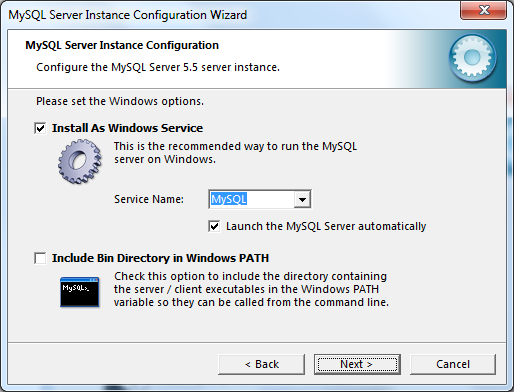 MySQL Server Instance Configuration Wizard
MySQL Server Instance Configuration
Configure the MySQL Server 5.5 server instance.
Please set the Windows options.
Install As Windows Service
This is the recommended way to run the MySQL
server on Windows.
Service Name:
MySQL
Launch the MySQL Server automatically
Include Bin Directory in Windows PATH
Check this option to include the directory containing
the server / client executables in the Windows PATH
variable so they can be called from the command line.
MySQL>_
< Back
Next >
Cancel